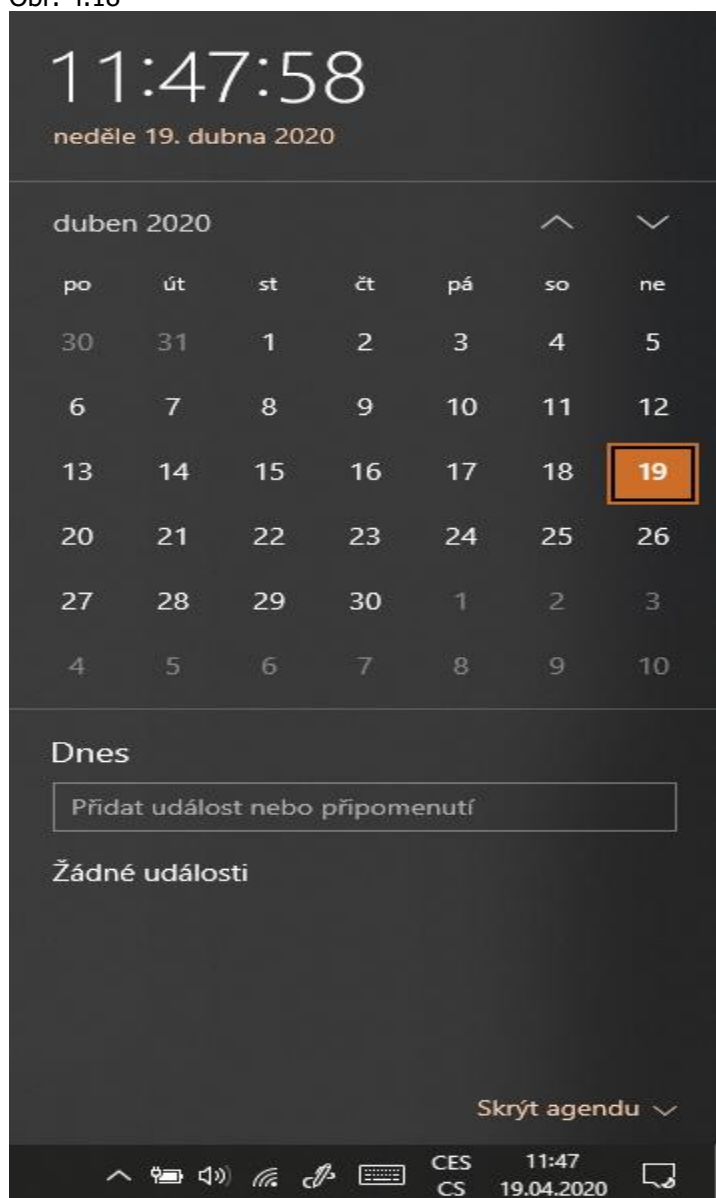 Obr. 4.16
11:47:58
neděle 19. dubna 2020
duben 2020
po út st čt pá so ne
30 31 1 2 3 4 5
6 7 8 9 10 11 12
13 14 15 16 17 18 19
20 21 22 23 24 25 26
27 28 29 30 1 2 3
4 5 6 7 8 9 10
Dnes
Přidat událost nebo připomenutí
Žádné události
Skrýt agendu
CES 11:47
CS 19.04.2020